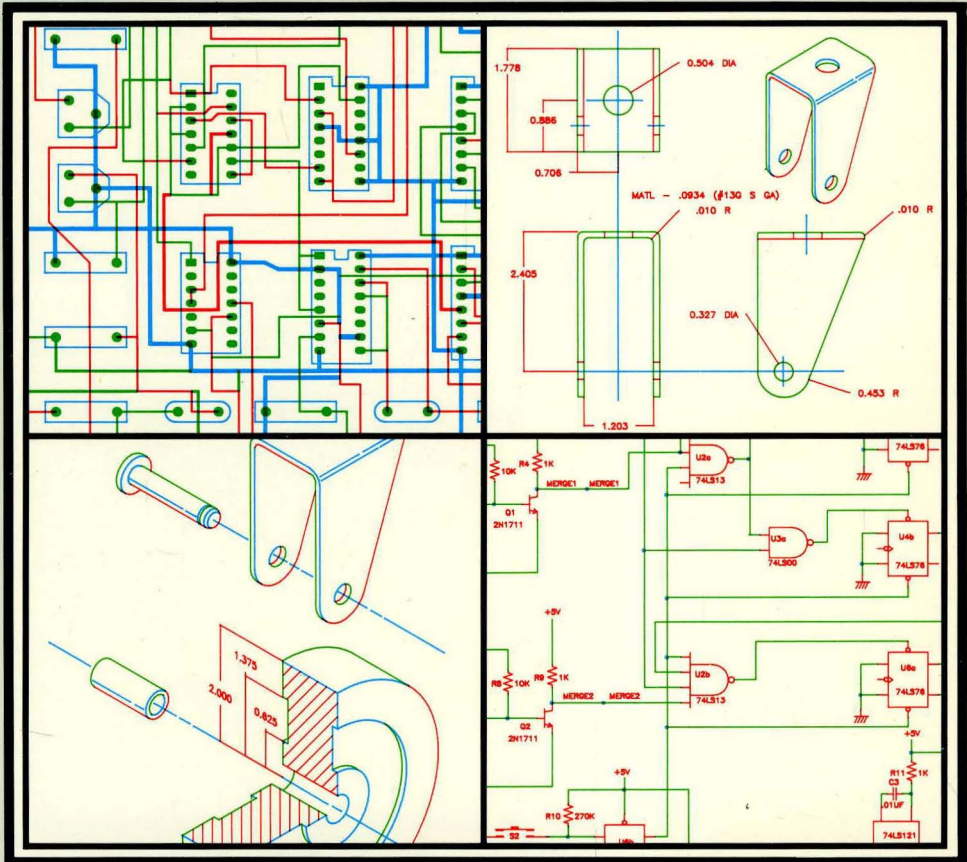 1.778
0.504 DIA
0.886
0.706
MATL - .0934 (#13G S GA)
.010 R
.010 R
2.405
0.327 DIA
0.453 R
1.203
1.375
2.000
0.625
10K
R4
1K
MERGE1
MERGE1
Q1
2N1711
U2a
74LS13
74LS76
U3a
74LS00
U4b
74LS76
+5V
R8
10K
R9
1K
MERGE2
MERGE2
Q2
2N1711
U2b
74LS13
U6a
74LS76
+5V
R11
1K
C3
.01UF
74LS121
+5V
R10
270K
S2